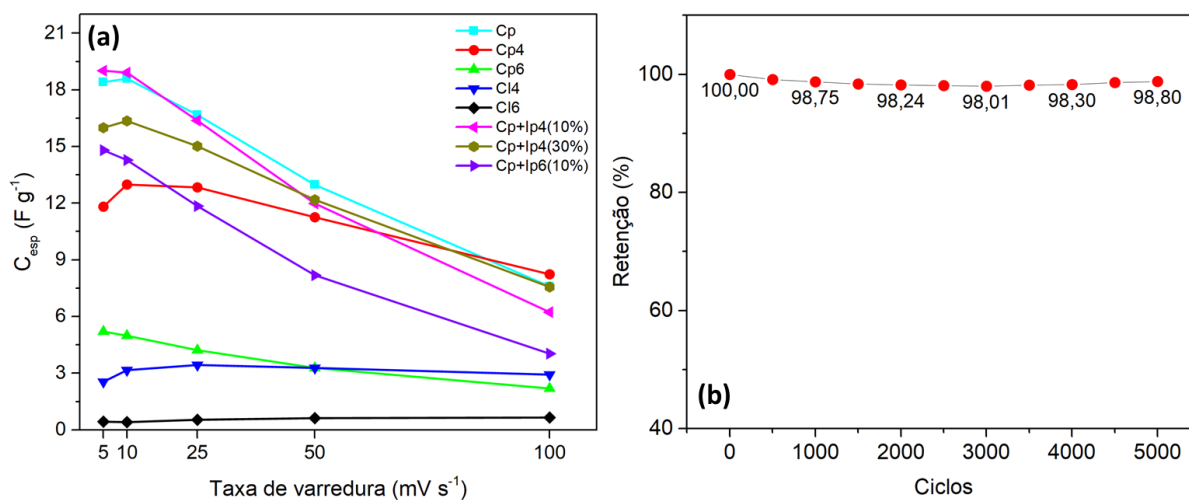 (a)
21
18
15
12
9
6
3
0
C_esp (F g⁻¹)
Cp
Cp4
Cp6
Cl4
Cl6
Cp+Ip4(10%)
Cp+Ip4(30%)
Cp+Ip6(10%)
5 10 25 50 100
Taxa de varredura (mV s⁻¹)
100
80
60
40
Retenção (%)
100,00 98,75 98,24 98,01 98,30 98,80
(b)
0 1000 2000 3000 4000 5000
Ciclos